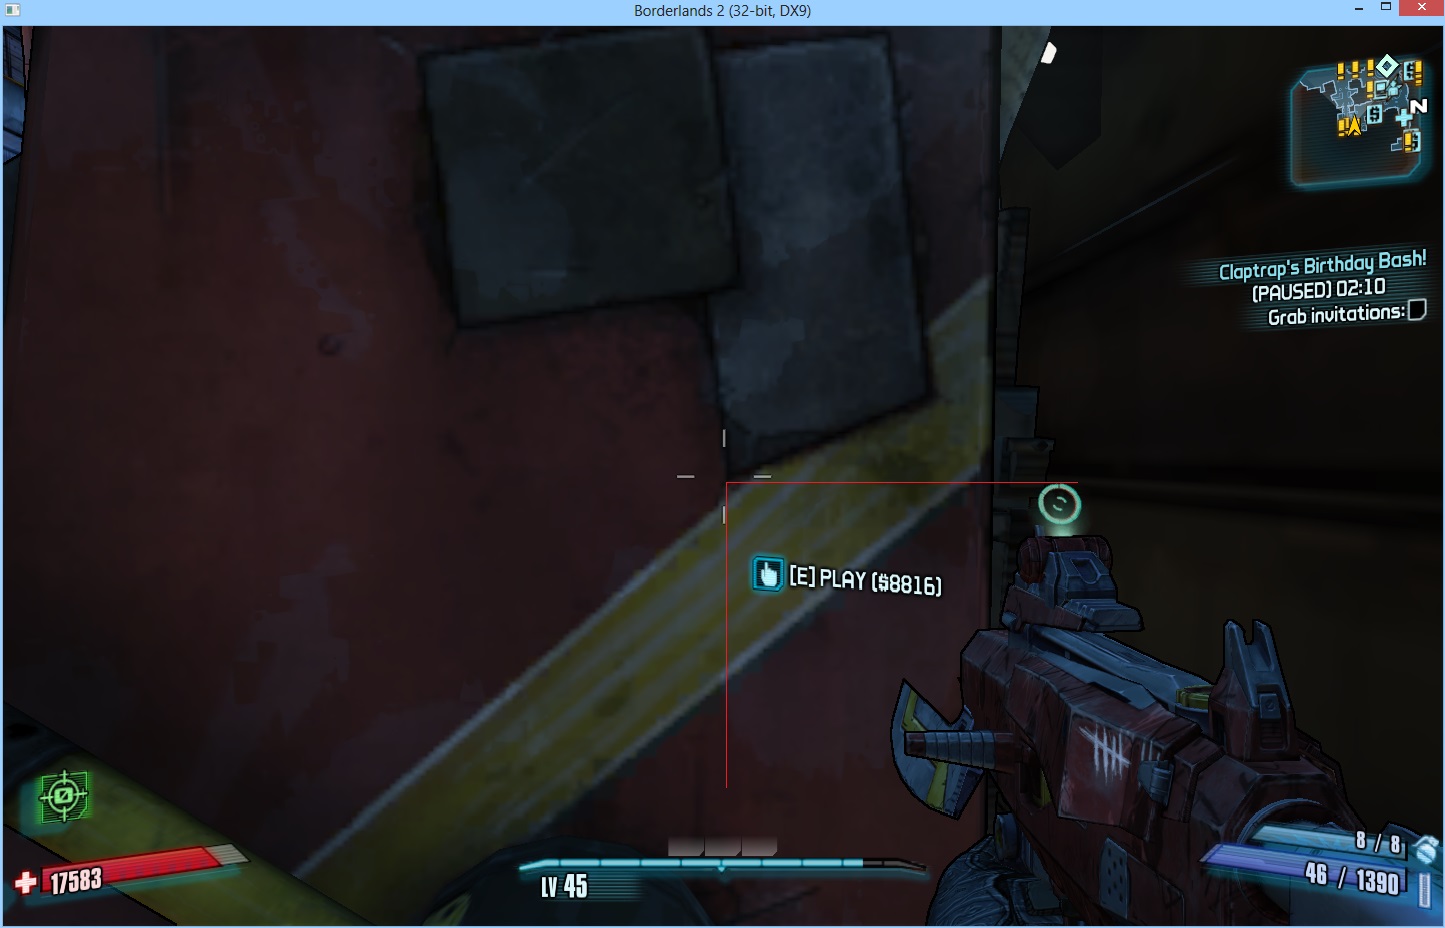 Borderlands 2 (32-bit, DX9)
N
Claptrap's Birthday Bash!
(PAUSED) 02:10
Grab invitations:
[E] PLAY ($8816)
17583
LV 45
8 / 8
46 / 1390